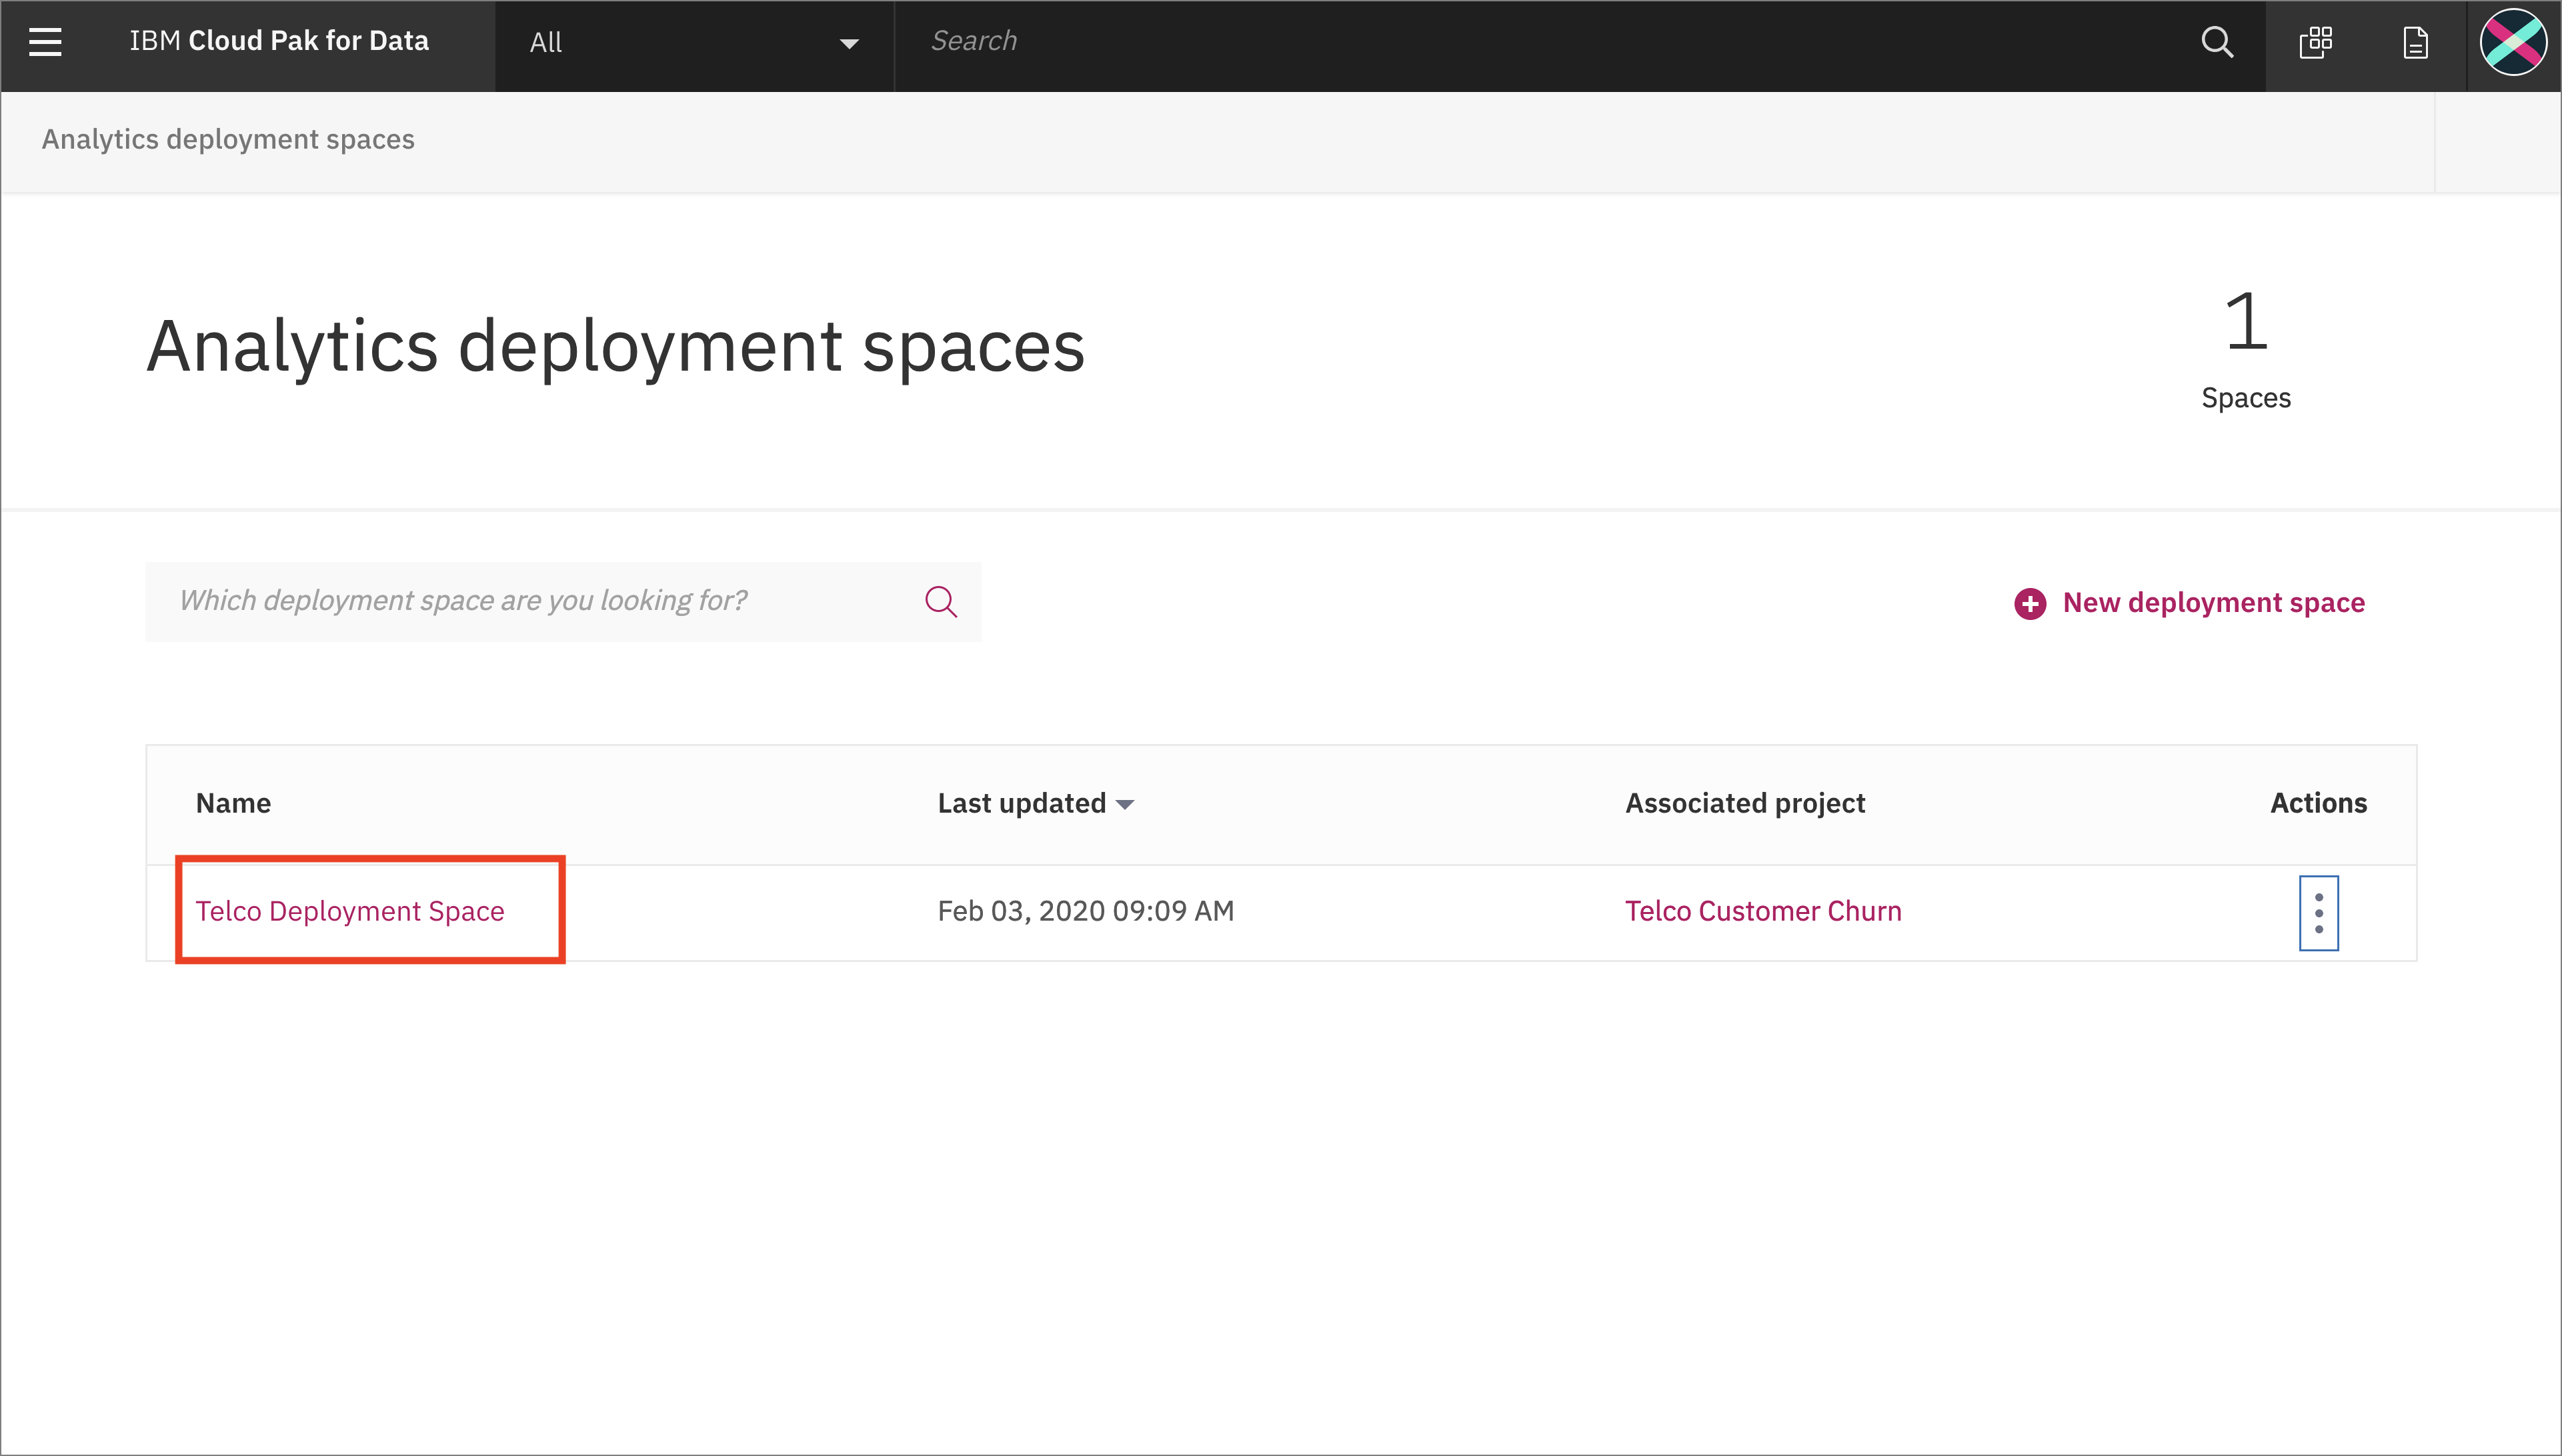 IBM Cloud Pak for Data All Search
Analytics deployment spaces
Analytics deployment spaces
1
Spaces
Which deployment space are you looking for?
New deployment space
Name Last updated Associated project Actions
Telco Deployment Space Feb 03, 2020 09:09 AM Telco Customer Churn